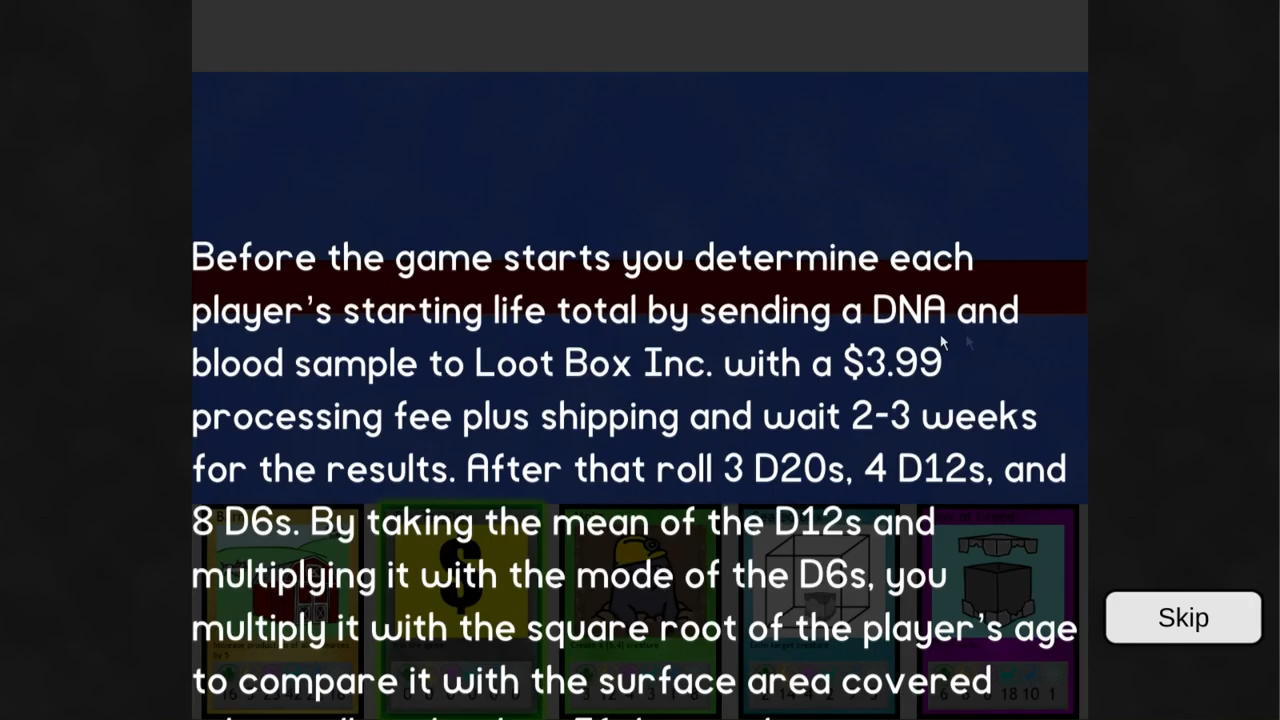 Before the game starts you determine each
player's starting life total by sending a DNA and
blood sample to Loot Box Inc. with a $3.99
processing fee plus shipping and wait 2-3 weeks
for the results. After that roll 3 D20s, 4 D12s, and
8 D6s. By taking the mean of the D12s and
multiplying it with the mode of the D6s, you
multiply it with the square root of the player's age
to compare it with the surface area covered
Skip